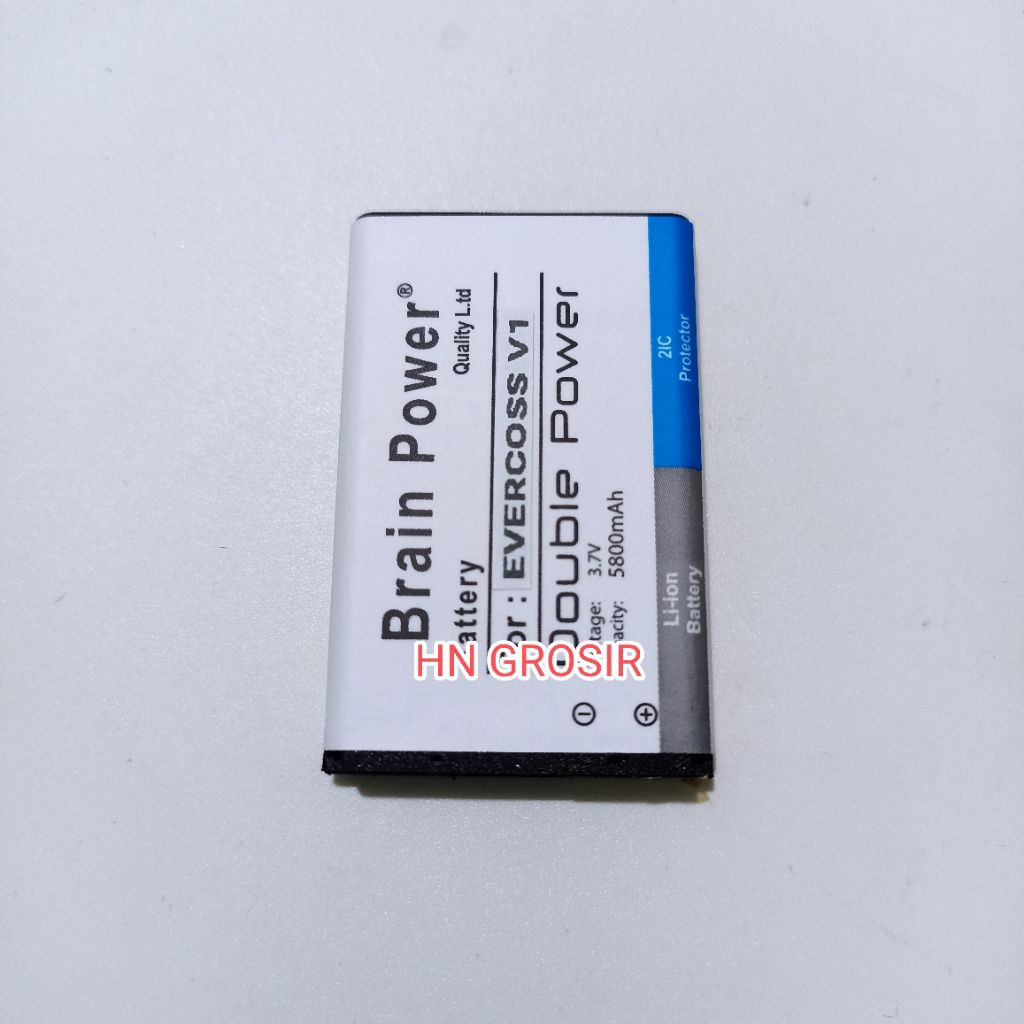 Brain Power®
attery Quality L.td
or : EVERCOSS V1
Double Power
tage: 3.7V
acity: 5800mAh
2IC
Protector
Li-Ion
Battery
HN GROSIR